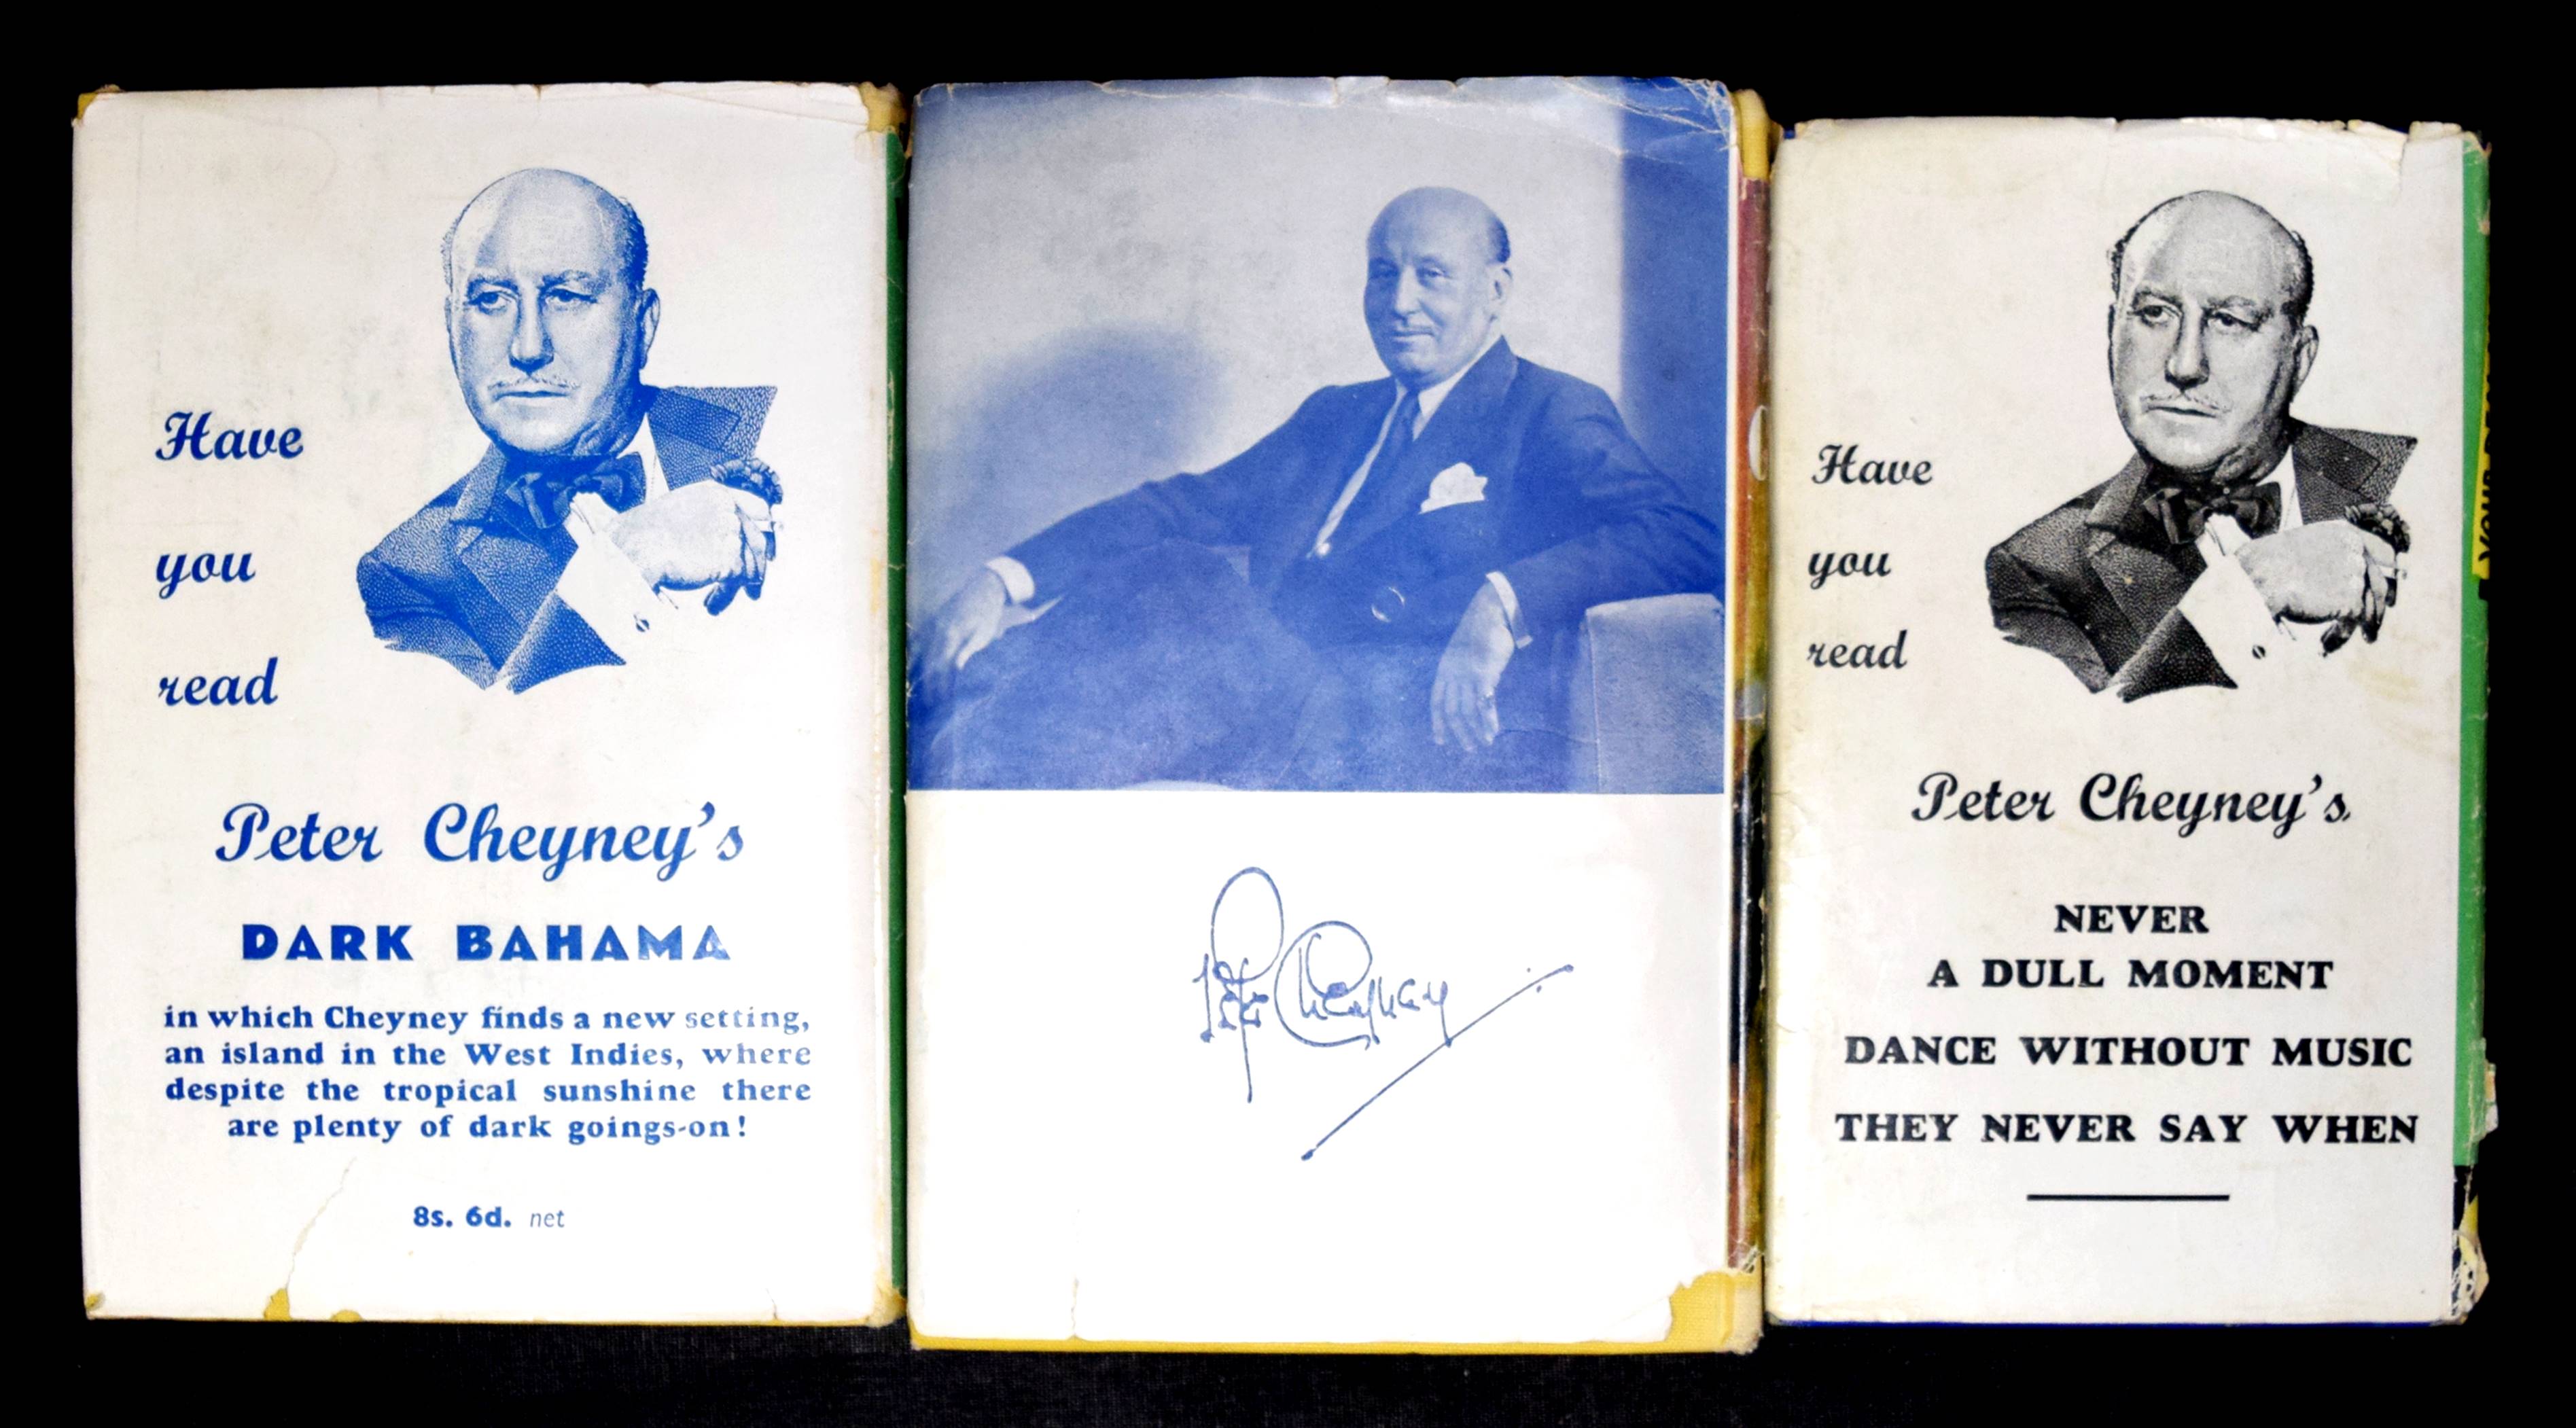 Have
you
read
Peter Cheyney's
DARK BAHAMA
in which Cheyney finds a new setting,
an island in the West Indies, where
despite the tropical sunshine there
are plenty of dark goings-on!
8s. 6d. net
Peter Cheyney
Have
you
read
Peter Cheyney's
NEVER
A DULL MOMENT
DANCE WITHOUT MUSIC
THEY NEVER SAY WHEN